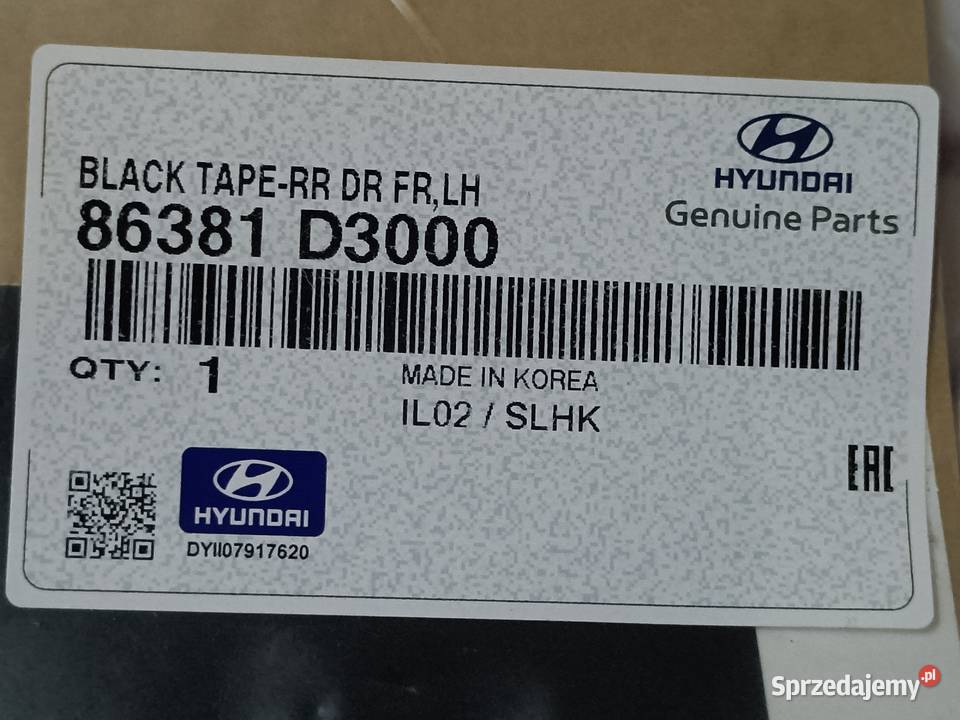 BLACK TAPE-RR DR FR,LH
86381 D3000
HYUNDAI
Genuine Parts
QTY: 1
MADE IN KOREA
IL02 / SLHK
HYUNDAI
DYII07917620
EAC
Sprzedajemy.pl